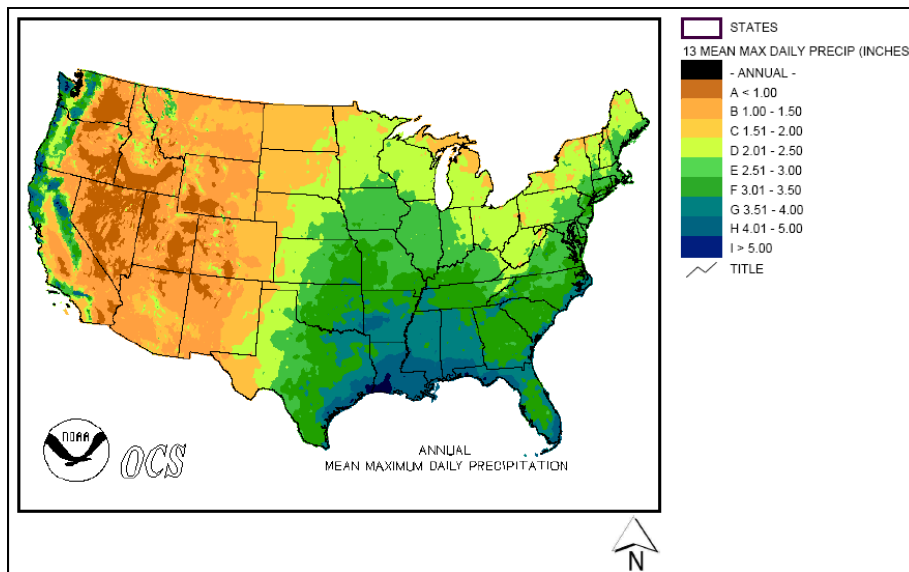 STATES
13 MEAN MAX DAILY PRECIP (INCHES
- ANNUAL -
A < 1.00
B 1.00 - 1.50
C 1.51 - 2.00
D 2.01 - 2.50
E 2.51 - 3.00
F 3.01 - 3.50
G 3.51 - 4.00
H 4.01 - 5.00
I > 5.00
TITLE
NOAA
OCS
ANNUAL
MEAN MAXIMUM DAILY PRECIPITATION
N